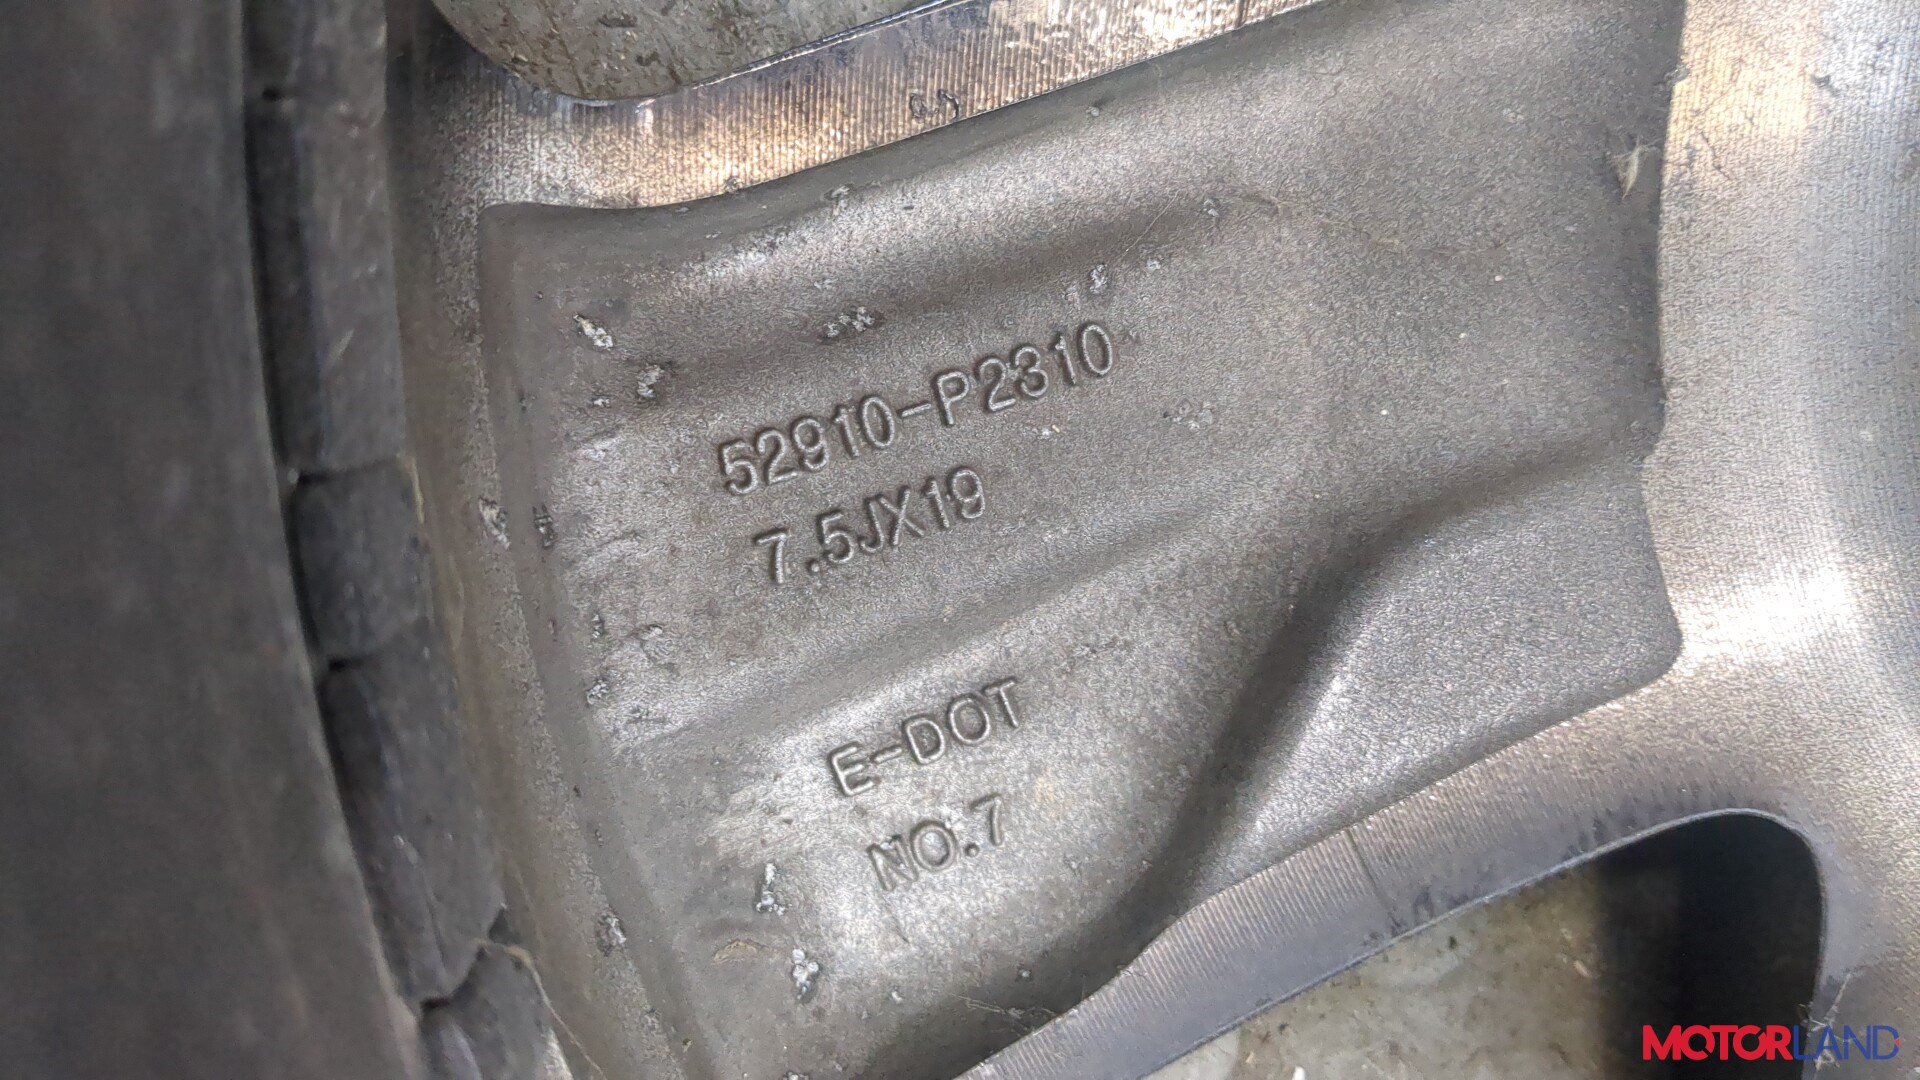 52910-P2310
7.5JX19
E-DOT
NO.7
MOTORLAND